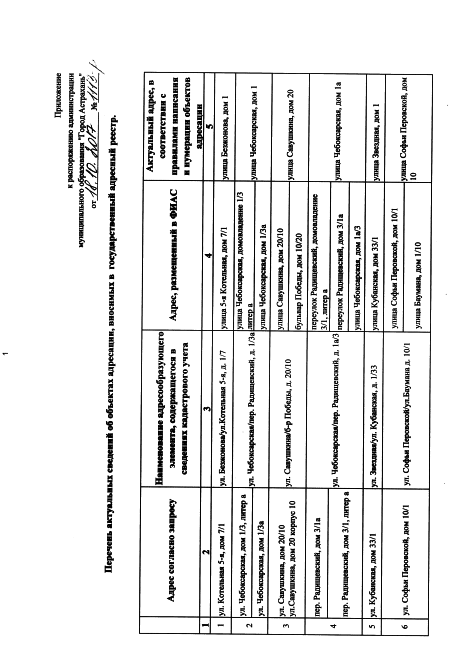 1
Приложение
к распоряжению администрации
муниципального образования "Город Астрахань"
от 18.10.2017 №
Перечень актуальных сведений об объектах адресации, вносимых в государственный адресный реестр.
1
Адрес согласно запросу
2
Наименование адресообразующего
элемента, содержащегося в
сведениях кадастрового учета
3
Адрес, размещенный в ФИАС
4
Актуальный адрес, в
соответствии с
правилами написания
и нумерации объектов
адресации
5
1
ул. Котельная 5-я, дом 7/1
ул. Бежонова/ул.Котельная 5-я, д. 1/7
улица 5-я Котельная, дом 7/1
улица Бежонова, дом 1
2
ул. Чебоксарская, дом 1/3, литер а
ул. Чебоксарская, дом 1/3а
ул. Чебоксарская/пер. Радищевский, д. 1/3а
улица Чебоксарская, домовладение 1/3
литер а
улица Чебоксарская, дом 1/3а
улица Чебоксарская, дом 1
3
ул. Савушкина, дом 20/10
ул.Савушкина, дом 20 корпус 10
ул. Савушкина/б-р Победы, д. 20/10
улица Савушкина, дом 20/10
бульвар Победы, дом 10/20
улица Савушкина, дом 20
4
пер. Радищевский, дом 3/1а
пер. Радищевский, дом 3/1, литер а
ул. Чебоксарская/пер. Радищевский, д. 1а/3
переулок Радищевский, домовладение
3/1, литер а
переулок Радищевский, дом 3/1а
улица Чебоксарская, дом 1а/3
улица Чебоксарская, дом 1а
5
ул. Кубанская, дом 33/1
ул. Звездная/ул. Кубанская, д. 1/33
улица Кубанская, дом 33/1
улица Звездная, дом 1
6
ул. Софьи Перовской, дом 10/1
ул. Софьи Перовской/ул.Баумана д. 10/1
улица Софьи Перовской, дом 10/1
улица Баумана, дом 1/10
улица Софьи Перовской, дом
10